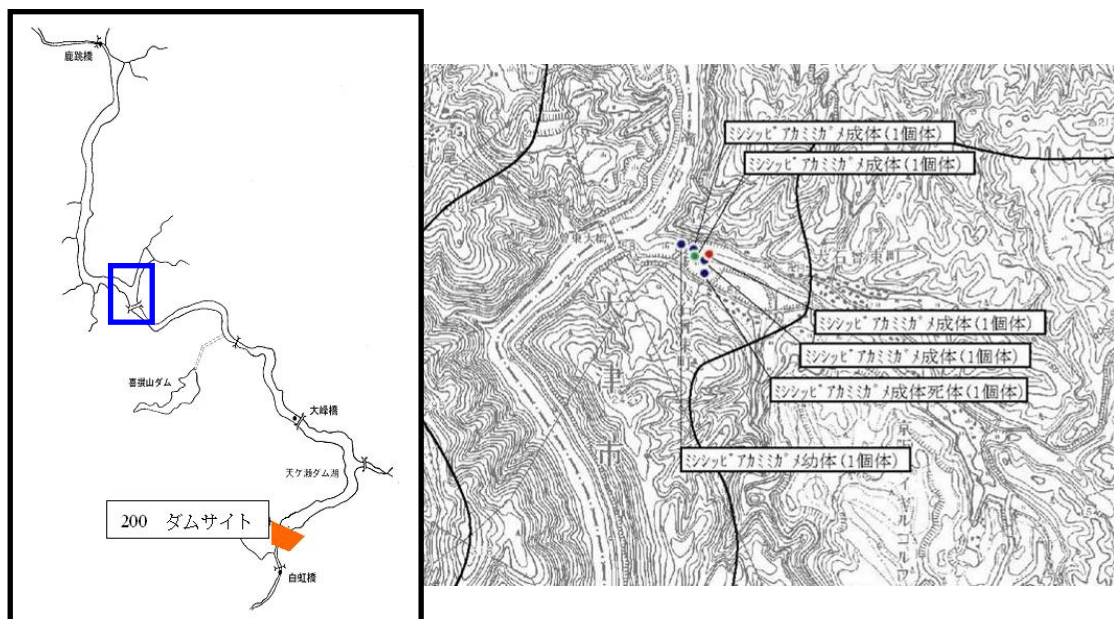 鹿跳橋
喜撰山ダム
大峰橋
天ケ瀬ダム湖
200 ダムサイト
白虹橋
ﾐｼｼｯﾋﾟｱｶﾐﾐｶﾞﾒ成体(1個体)
ﾐｼｼｯﾋﾟｱｶﾐﾐｶﾞﾒ成体(1個体)
大石曽束町
大津市
ﾐｼｼｯﾋﾟｱｶﾐﾐｶﾞﾒ成体(1個体)
ﾐｼｼｯﾋﾟｱｶﾐﾐｶﾞﾒ成体(1個体)
ﾐｼｼｯﾋﾟｱｶﾐﾐｶﾞﾒ成体死体(1個体)
ﾐｼｼｯﾋﾟｱｶﾐﾐｶﾞﾒ幼体(1個体)